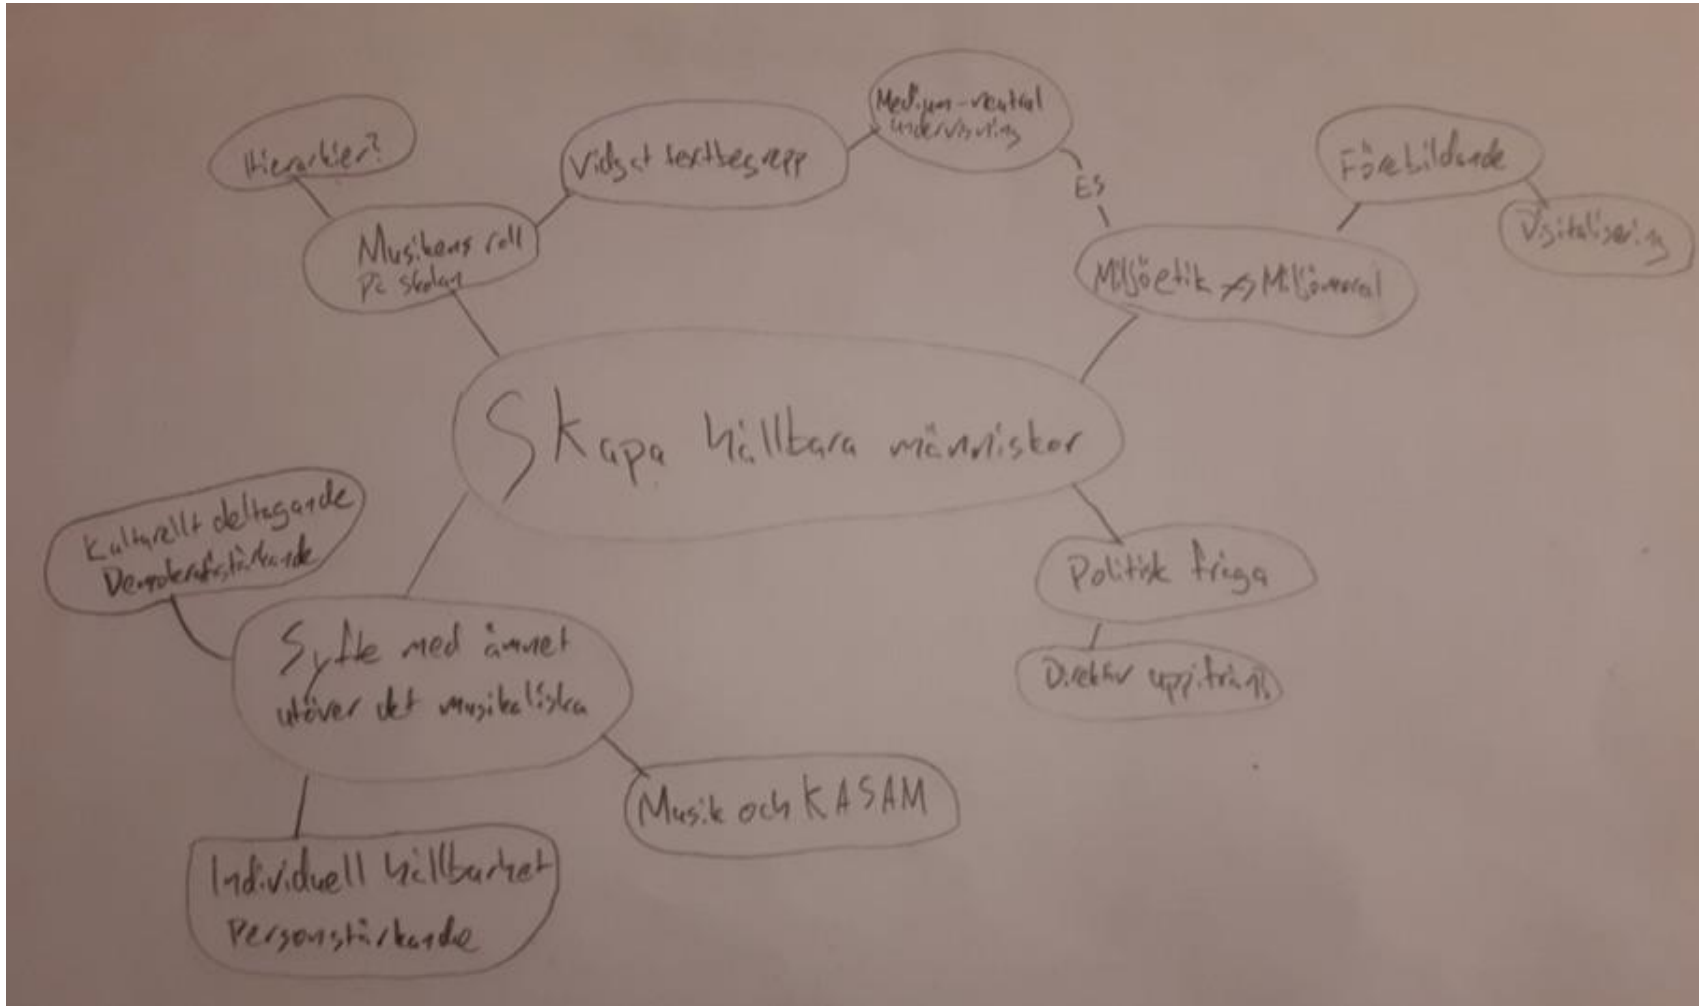 Hierarkier?
Vidgat textbegrepp
Medium-neutral
undervisning
ES
Förebildande
Digitalisering
Musikens roll
på skolan
Miljöetik <≠> Miljömoral
Skapa hållbara människor
Kulturellt deltagande
Demokratistärkande
Politisk fråga
Direktiv uppifrån?
Syfte med ämnet
utöver det musikaliska
Musik och KASAM
Individuell hållbarhet
Personstärkande